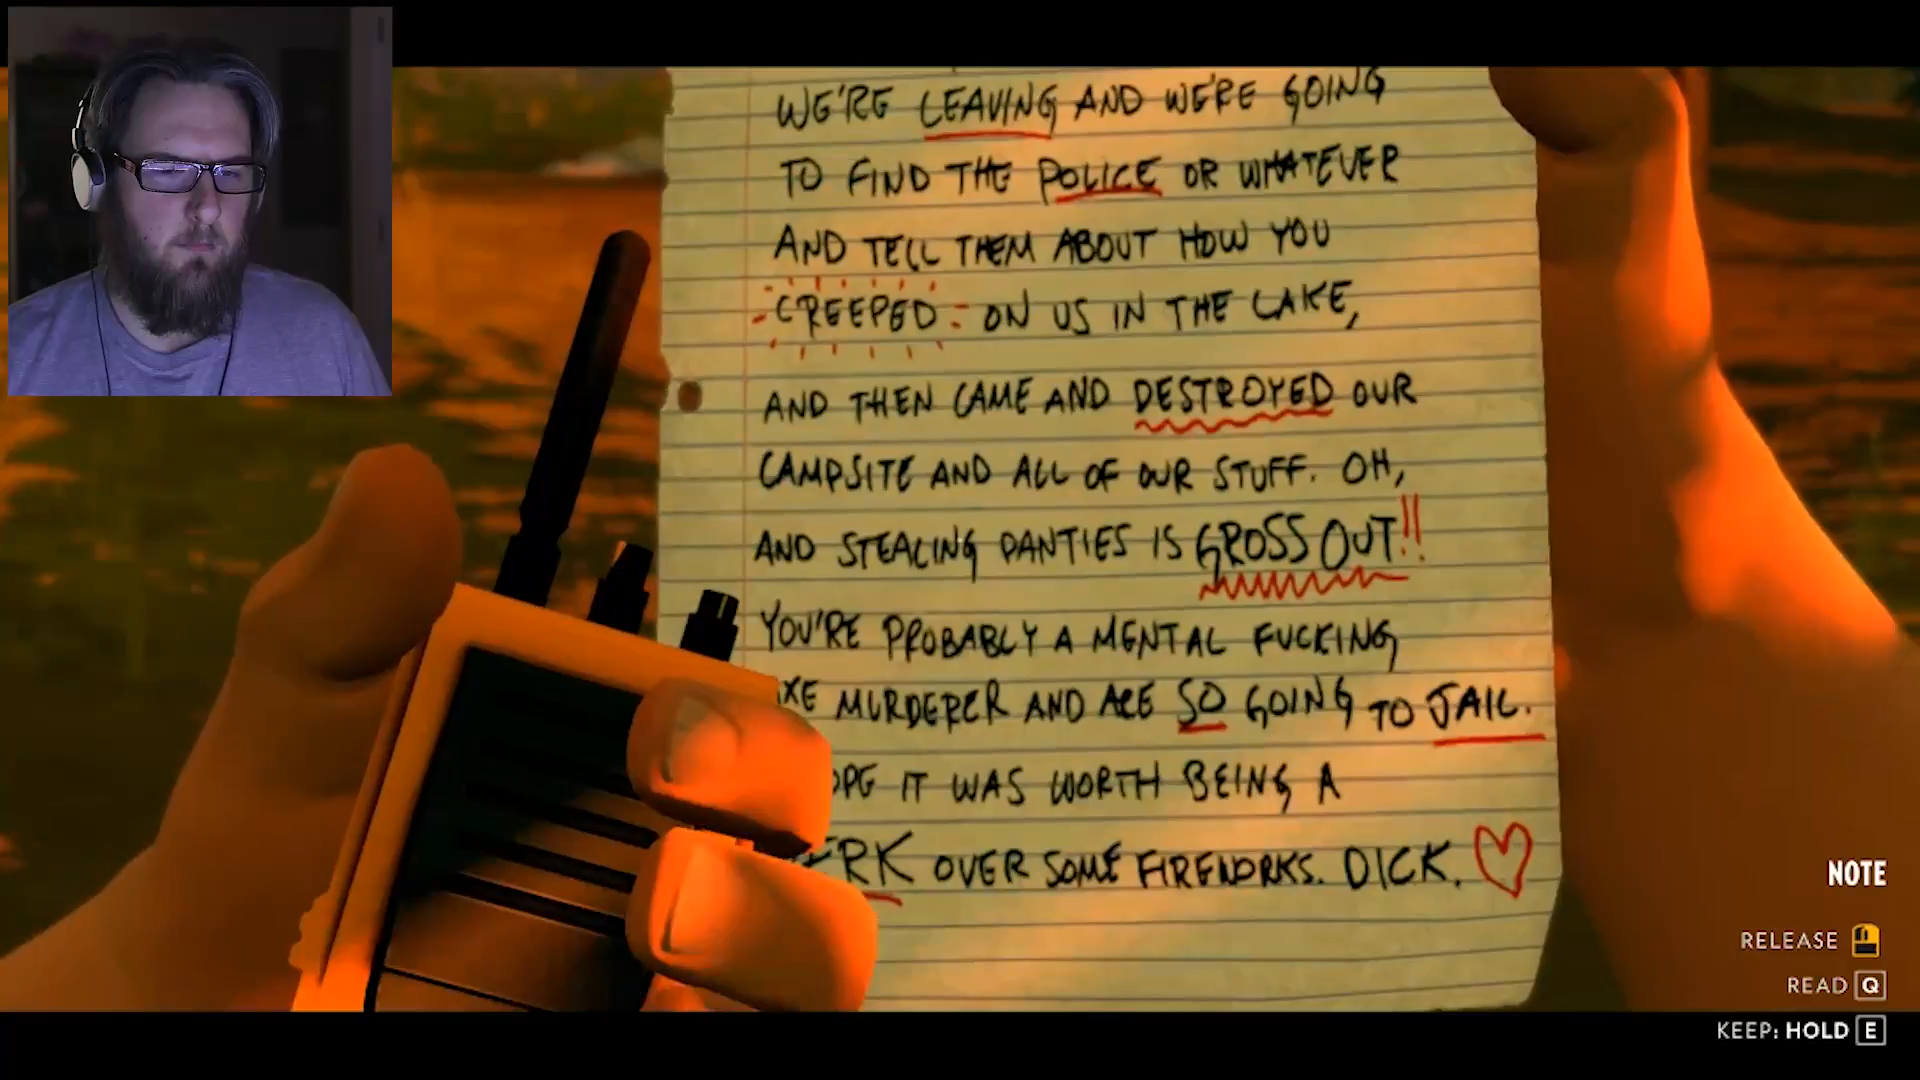 WE'RE LEAVING AND WE'RE GOING
TO FIND THE POLICE OR WHATEVER
AND TELL THEM ABOUT HOW YOU
CREEPED ON US IN THE LAKE,
AND THEN CAME AND DESTROYED OUR
CAMPSITE AND ALL OF OUR STUFF. OH,
AND STEALING PANTIES IS GROSS OUT!!
YOU'RE PROBABLY A MENTAL FUCKING
MURDERER AND ARE SO GOING TO JAIL.
IT WAS WORTH BEING A
OVER SOME FIREWORKS. DICK.
NOTE
RELEASE
READ Q
KEEP: HOLD E